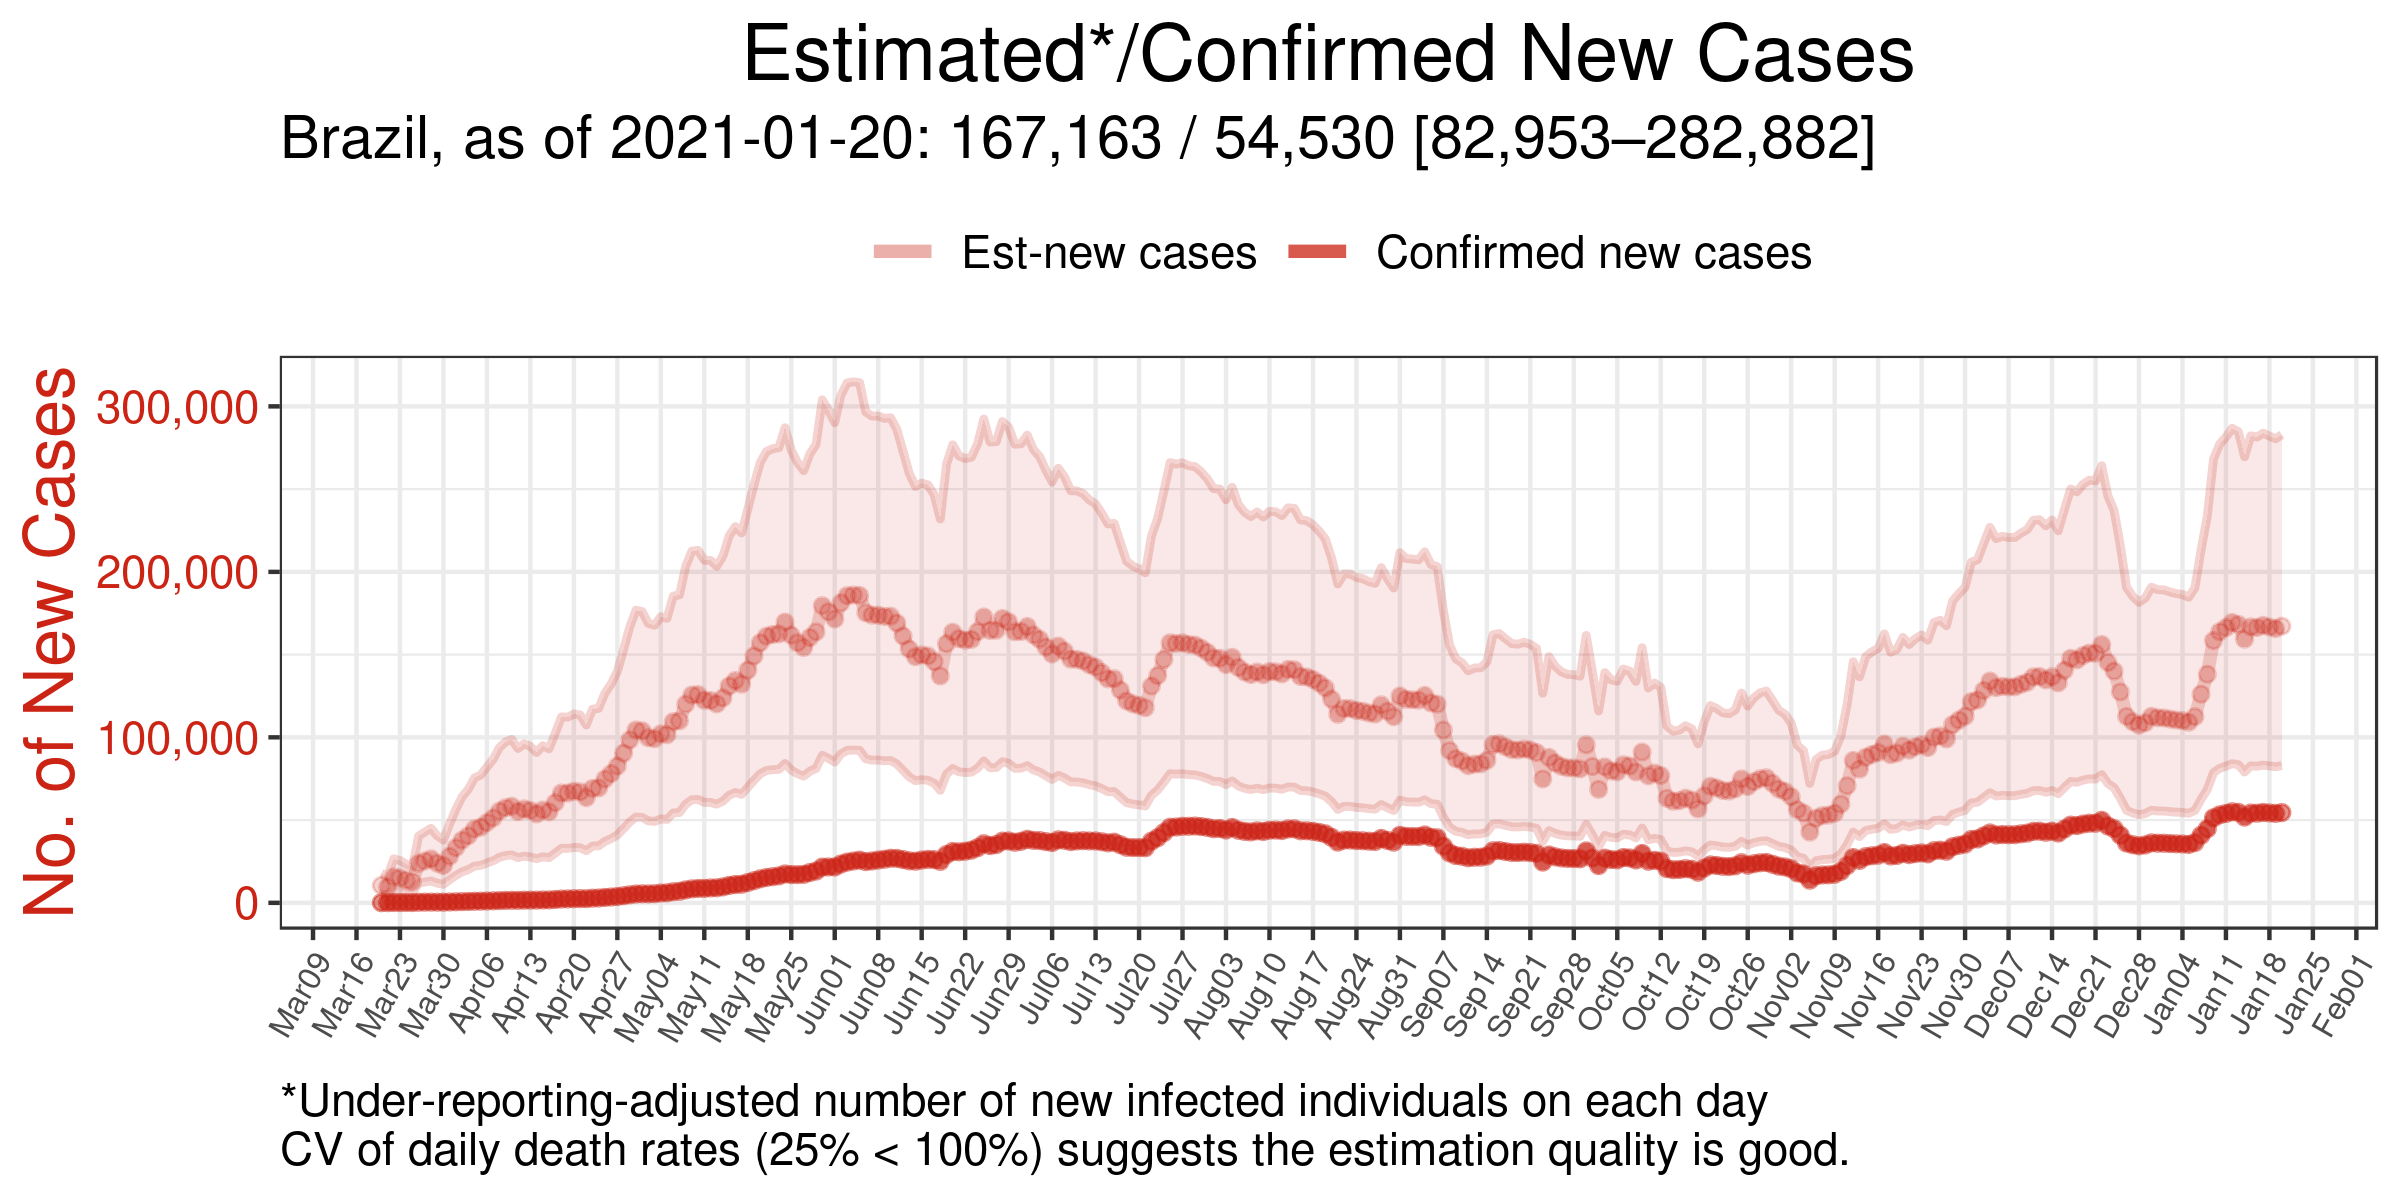 Estimated*/Confirmed New Cases
Brazil, as of 2021-01-20: 167,163 / 54,530 [82,953–282,882]
Est-new cases
Confirmed new cases
No. of New Cases
300,000
200,000
100,000
0
Mar09
Mar16
Mar23
Mar30
Apr06
Apr13
Apr20
Apr27
May04
May11
May18
May25
Jun01
Jun08
Jun15
Jun22
Jun29
Jul06
Jul13
Jul20
Jul27
Aug03
Aug10
Aug17
Aug24
Aug31
Sep07
Sep14
Sep21
Sep28
Oct05
Oct12
Oct19
Oct26
Nov02
Nov09
Nov16
Nov23
Nov30
Dec07
Dec14
Dec21
Dec28
Jan04
Jan11
Jan18
Jan25
Feb01
*Under-reporting-adjusted number of new infected individuals on each day
CV of daily death rates (25% < 100%) suggests the estimation quality is good.